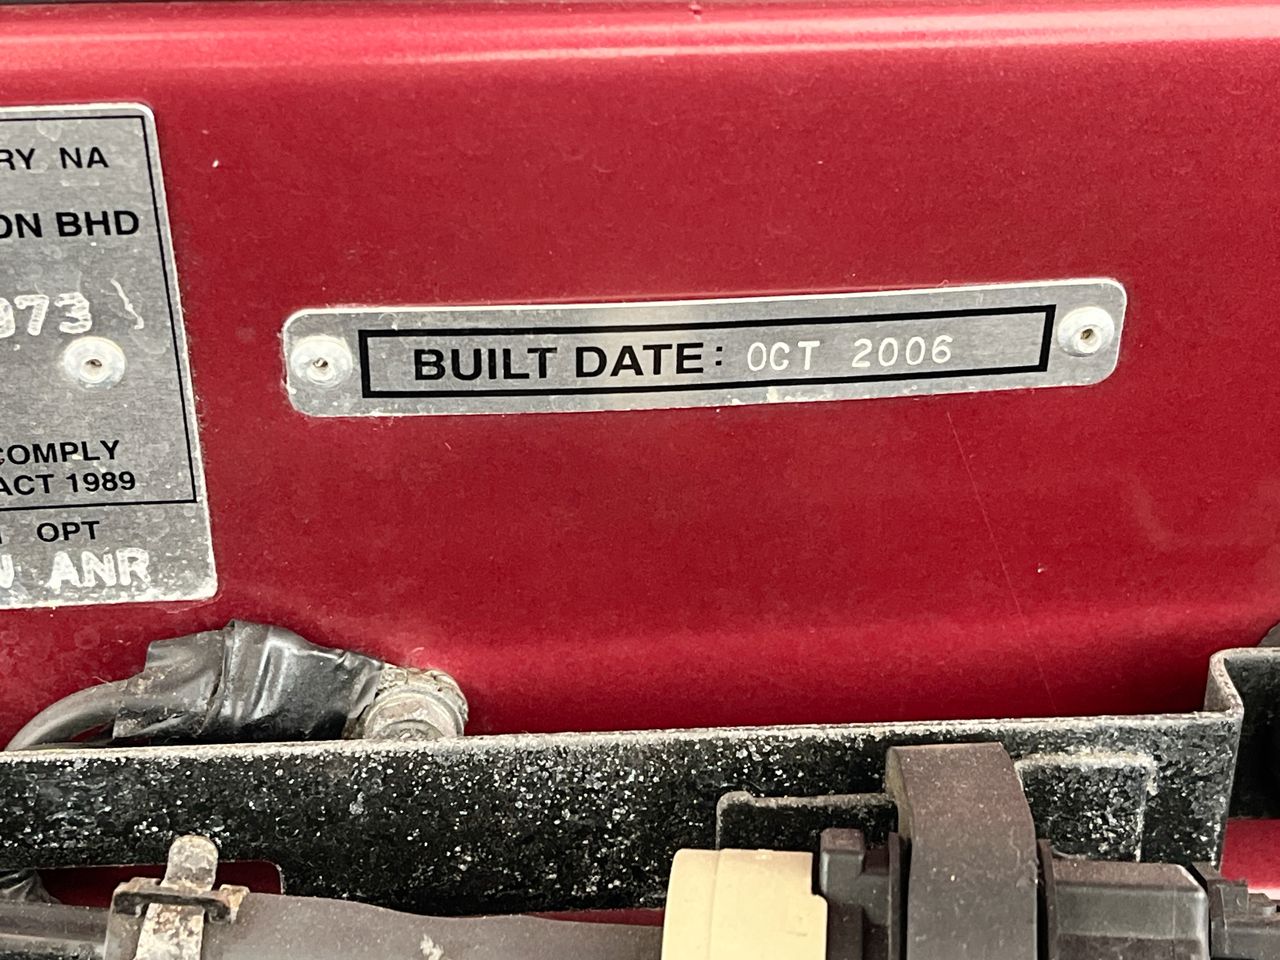 RY NA
ON BHD
973
COMPLY
ACT 1989
OPT
ANR
BUILT DATE: OCT 2006